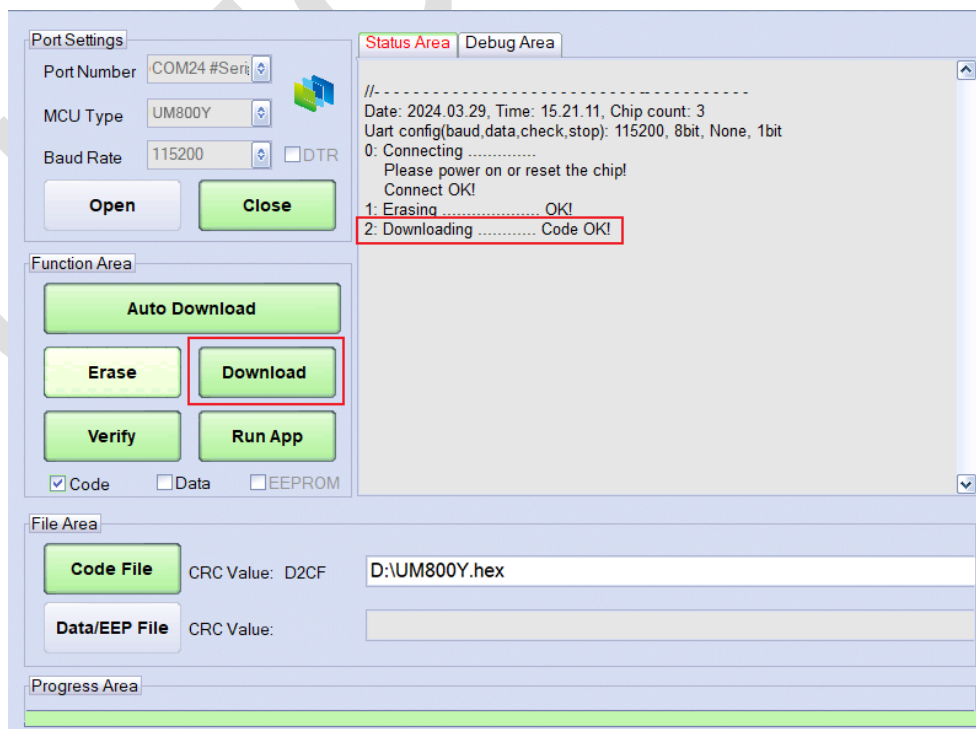 Port Settings
Port Number COM24 #Seri
MCU Type UM800Y
Baud Rate 115200 DTR
Open Close
Function Area
Auto Download
Erase Download
Verify Run App
Code Data EEPROM
Status Area Debug Area
//- - - - - - - - - - - - - - - - - - - - - - - - - - - - -- - - - - - - - - - -
Date: 2024.03.29, Time: 15.21.11, Chip count: 3
Uart config(baud,data,check,stop): 115200, 8bit, None, 1bit
0: Connecting ..............
Please power on or reset the chip!
Connect OK!
1: Erasing .................... OK!
2: Downloading ............ Code OK!
File Area
Code File CRC Value: D2CF D:\UM800Y.hex
Data/EEP File CRC Value:
Progress Area